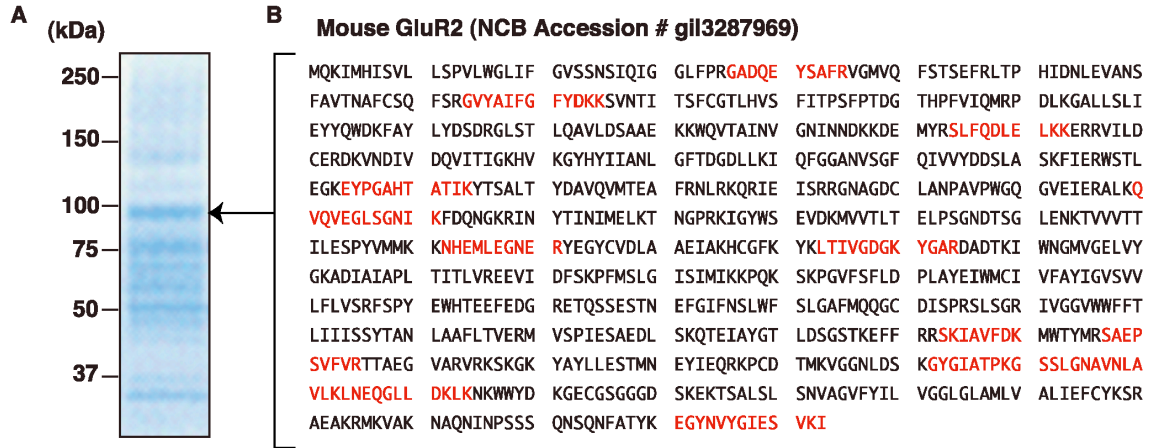 A
(kDa)
250
150
100
75
50
37
B
Mouse GluR2 (NCB Accession # gil3287969)
MQKIMHISVL LSPVLWGLIF GVSSNSIQIG GLFPRGADQE YSAFRVGMVQ FSTSEFRLTP HIDNLEVANS
FAVTNAFCSQ FSRGVYAIFG FYDKKSVNTI TSFCGTLHVS FITPSFPTDG THPFVIQMRP DLKGALLSLI
EYYQWDKFAY LYDSDRGLST LQAVLDSAAE KKWQVTAINV GNINNDKKDE MYRSLFQDLE LKKERRVILD
CERDKVNDIV DQVITIGKHV KGYHYIIANL GFTDGDLLKI QFGGANVSGF QIVVYDDSLA SKFIERWSTL
EGKEYPGAHT ATIKYTSALT YDAVQVMTEA FRNLRKQRIE ISRRGNAGDC LANPAVPWGQ GVEIERALKQ
VQVEGLSGNI KFDQNGKRIN YTINIMELKT NGPRKIGYWS EVDKMVVTLT ELPSGNDTSG LENKTVVVTT
ILESPYVMMK KNHEMLEGNE RYEGYCVDLA AEIAKHCGFK YKLTIVGDGK YGARDADTKI WNGMVGELVY
GKADIAIAPL TITLVREEVI DFSKPFMSLG ISIMIKKPQK SKPGVFSFLD PLAYEIWMCI VFAYIGVSVV
LFLVSRFSPY EWHTEEFEDG RETQSSESTN EFGIFNSLWF SLGAFMQQGC DISPRSLSGR IVGGVWWFFT
LIIISSYTAN LAAFLTVERM VSPIESAEDL SKQTEIAYGT LDSGSTKEFF RRSKIAVFDK MWTYMRSAEP
SVFVRTTAEG VARVRKSKGK YAYLLESTMN EYIEQRKPCD TMKVGGNLDS KGYGIATPKG SSLGNAVNLA
VLKLNEQGLL DKLKNKWWYD KGECGSGGGD SKEKTSALSL SNVAGVFYIL VGGLGLAMLV ALIEFCYKSR
AEAKRMKVAK NAQNINPSSS QNSQNFATYK EGYNVYGIES VKI